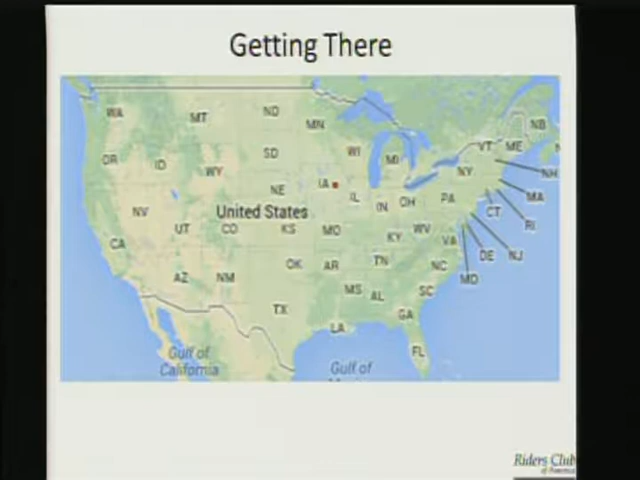 Getting There
WA
MT
ND
MN
NB
OR
ID
WY
SD
WI
MI
VT
ME
NY
NH
NE
IA
IL
IN
OH
PA
MA
NV
United States
CT
RI
CA
UT
CO
KS
MO
KY
WV
VA
DE
NJ
AZ
NM
OK
AR
TN
NC
MD
TX
MS
AL
SC
GA
LA
FL
Gulf of
California
Gulf of
Riders Club
of America